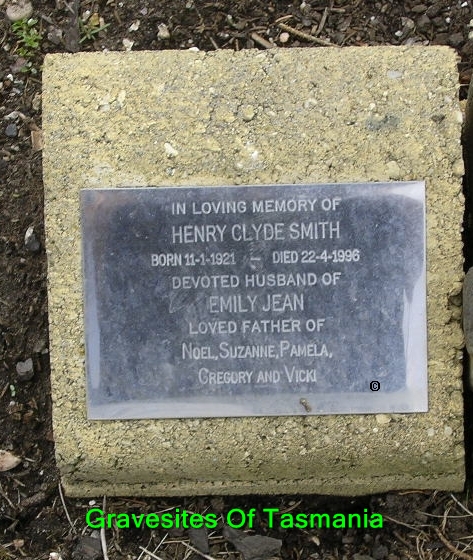 IN LOVING MEMORY OF
HENRY CLYDE SMITH
BORN 11-1-1921 - DIED 22-4-1996
DEVOTED HUSBAND OF
EMILY JEAN
LOVED FATHER OF
NOEL, SUZANNE, PAMELA,
GREGORY AND VICKI
©
Gravesites Of Tasmania